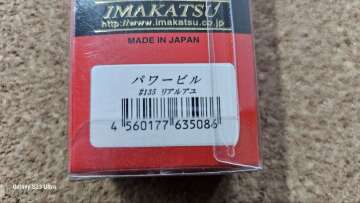 IMAKATSU
http://www.imakatsu.co.jp
MADE IN JAPAN
パワービル
#135 リアルアユ
4 560177 635086
Galaxy S23 Ultra